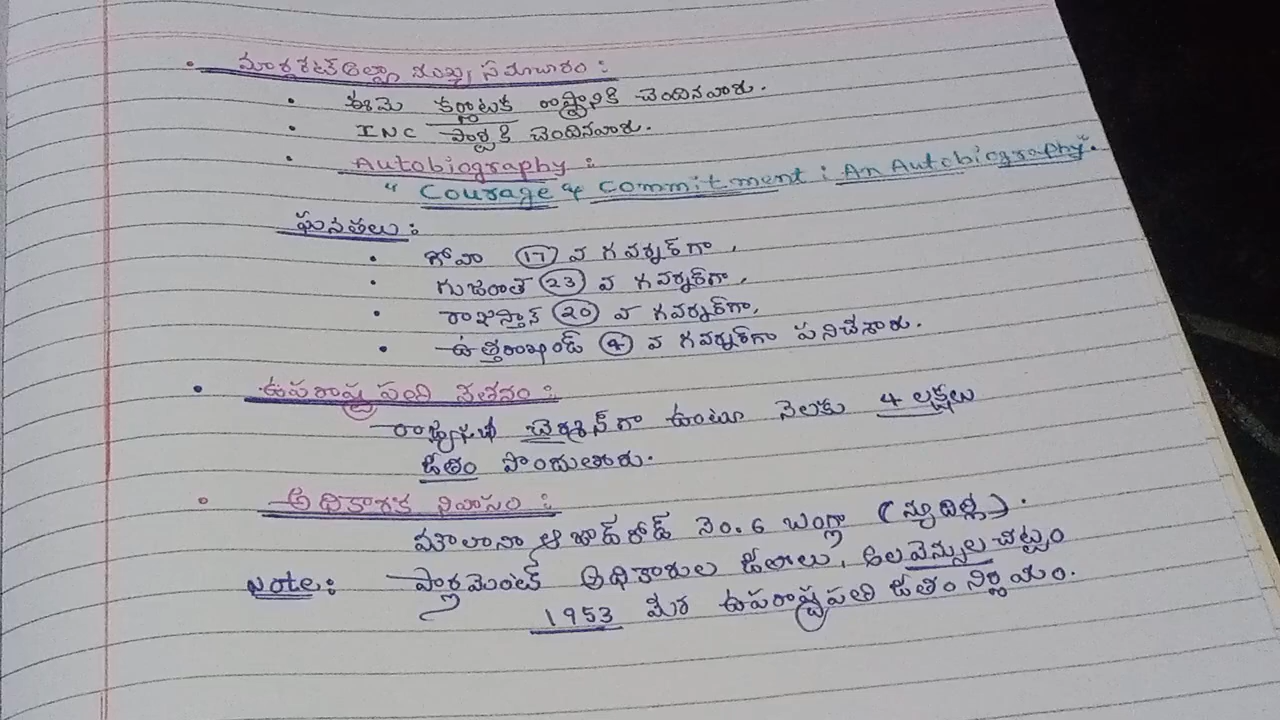 మార్గరెట్ ఆల్వా ముఖ్య సమాచారం :
ఈమె కర్ణాటక రాష్ట్రానికి చెందినవారు.
INC పార్టీకి చెందినవారు.
Autobiography :
"Courage & Commitment : An Autobiography".
ఘనతలు :
గోవా 17 వ గవర్నర్‌గా,
గుజరాత్ 23 వ గవర్నర్‌గా,
రాజస్తాన్ 20 వ గవర్నర్‌గా,
ఉత్తరాఖండ్ 4 వ గవర్నర్‌గా పనిచేశారు.
ఉపరాష్ట్రపతి వేతనం :
రాజ్యసభ చైర్మన్‌గా ఉంటూ నెలకు 4 లక్షలు
జీతం పొందుతారు.
అధికారిక నివాసం :
మౌలానా ఆజాద్ రోడ్ నెం. 6 బంగ్లా (న్యూఢిల్లీ).
Note : పార్లమెంట్ అధికారుల జీతాలు, అలవెన్సుల చట్టం
1953 మీద ఉపరాష్ట్రపతి జీతం నిర్ణయం.